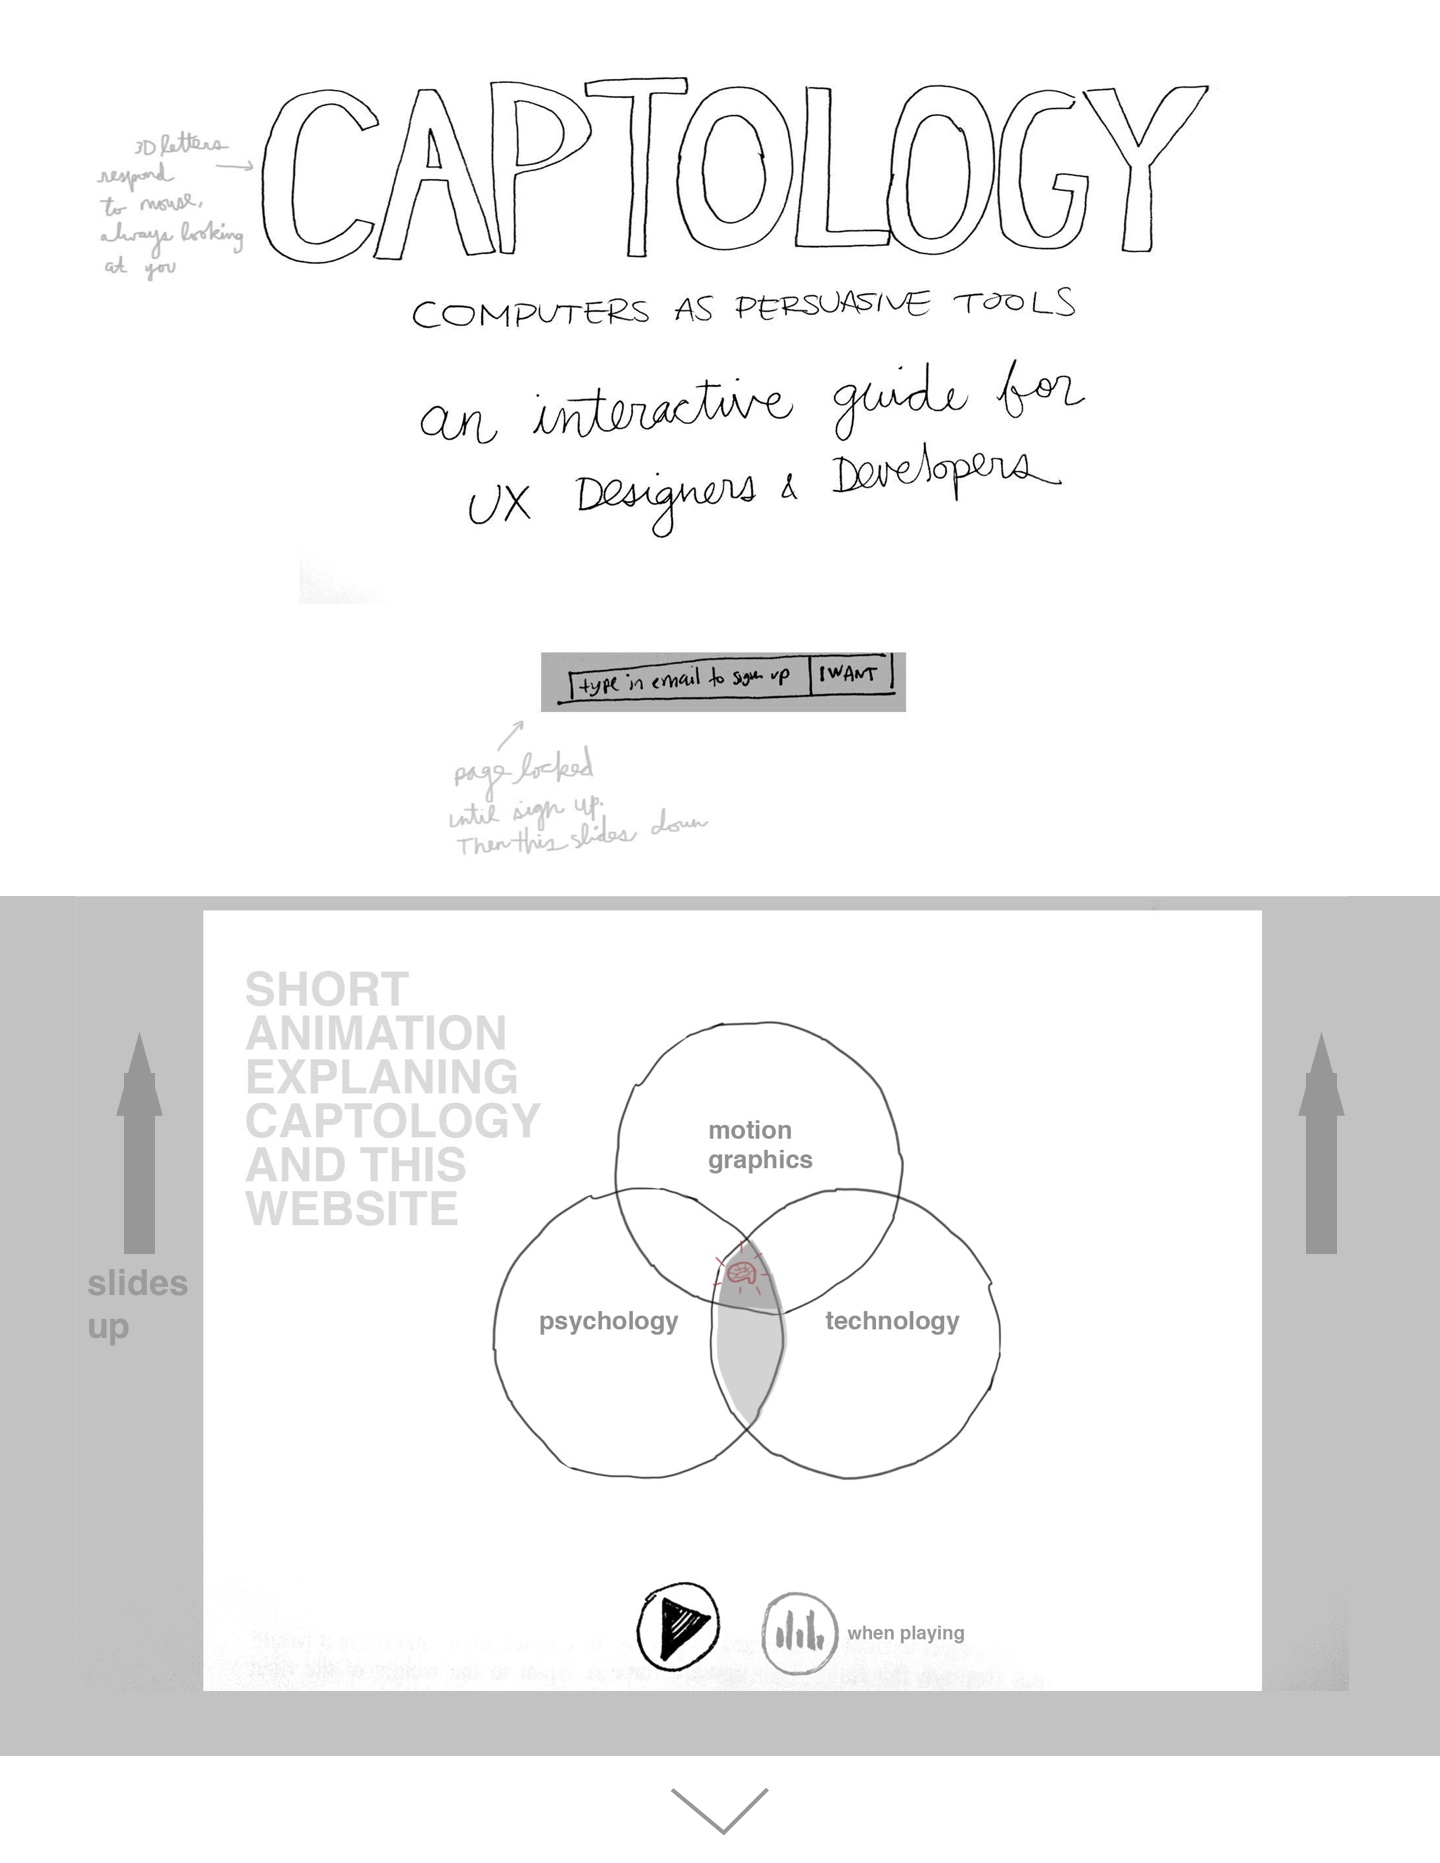 CAPTOLOGY
3D letters
respond
to mouse,
always looking
at you
COMPUTERS AS PERSUASIVE TOOLS
an interactive guide for
UX Designers & Developers
type in email to sign up
I WANT
page locked
until sign up.
Then this slides down
SHORT
ANIMATION
EXPLANING
CAPTOLOGY
AND THIS
WEBSITE
motion
graphics
psychology
technology
slides
up
when playing